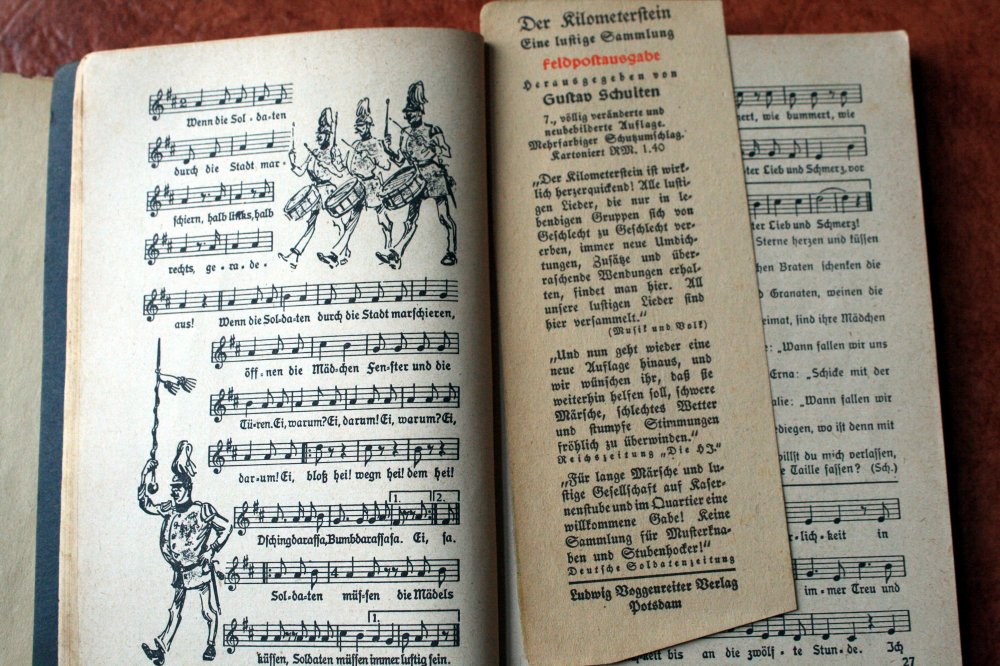 Wenn die Sol-da-ten
durch die Stadt mar-
schiern, halb links, halb
rechts, ge-ra-de-
aus! Wenn die Sol-da-ten durch die Stadt marschieren,
öff-nen die Mäd-chen Fen-ster und die
Türen. Ei, warum? Ei, darum! Ei, warum? Ei,
dar-um! Ei, bloß hei! wegn hei! dem hei!
1. 2.
Dschingdarassa, Bumbdarassasa. Ei, sa.
Sol-da-ten müs-sen die Mädels
1.
küssen, Soldaten müssen immer lustig sein.
Der Kilometerstein
Eine lustige Sammlung
Feldpostausgabe
Herausgegeben von
Gustav Schulten
7., völlig veränderte und
neubebilderte Auflage.
Mehrfarbiger Schutzumschlag.
Kartoniert RM. 1.40
„Der Kilometerstein ist wirk-
lich herzerquickend! Alle lusti-
gen Lieder, die nur in le-
bendigen Gruppen sich von
Geschlecht zu Geschlecht ver-
erben, immer neue Umdich-
tungen, Zusätze und über-
raschende Wendungen erhal-
ten, findet man hier. All
unsere lustigen Lieder sind
hier versammelt.“
(Musik und Volk)
„Und nun geht wieder eine
neue Auflage hinaus, und
wir wünschen ihr, daß sie
weiterhin helfen soll, schwere
Märsche, schlechtes Wetter
und stumpfe Stimmungen
fröhlich zu überwinden.“
Reichszeitung „Die HJ.“
„Für lange Märsche und lu-
stige Gesellschaft auf Kaser-
nenstube und im Quartier eine
willkommene Gabe! Keine
Sammlung für Musterkna-
ben und Stubenhocker!“
Deutsche Soldatenzeitung
Ludwig Voggenreiter Verlag
Potsdam
wie bummert, wie
Lieb und Schmerz, vor
Lieb und Schmerz!
Sterne herzen und küssen
Braten schenken die
Granaten, weinen die
sind ihre Mädchen
„Wann fallen wir uns
Erna: „Schicke mit der
„Wann fallen wir
wo ist denn mit
du mich verlassen,
Taille fassen? (Sch.)
-lich-keit in
im-mer Treu und
bis an die zwölf-te Stun-de. Ich
27